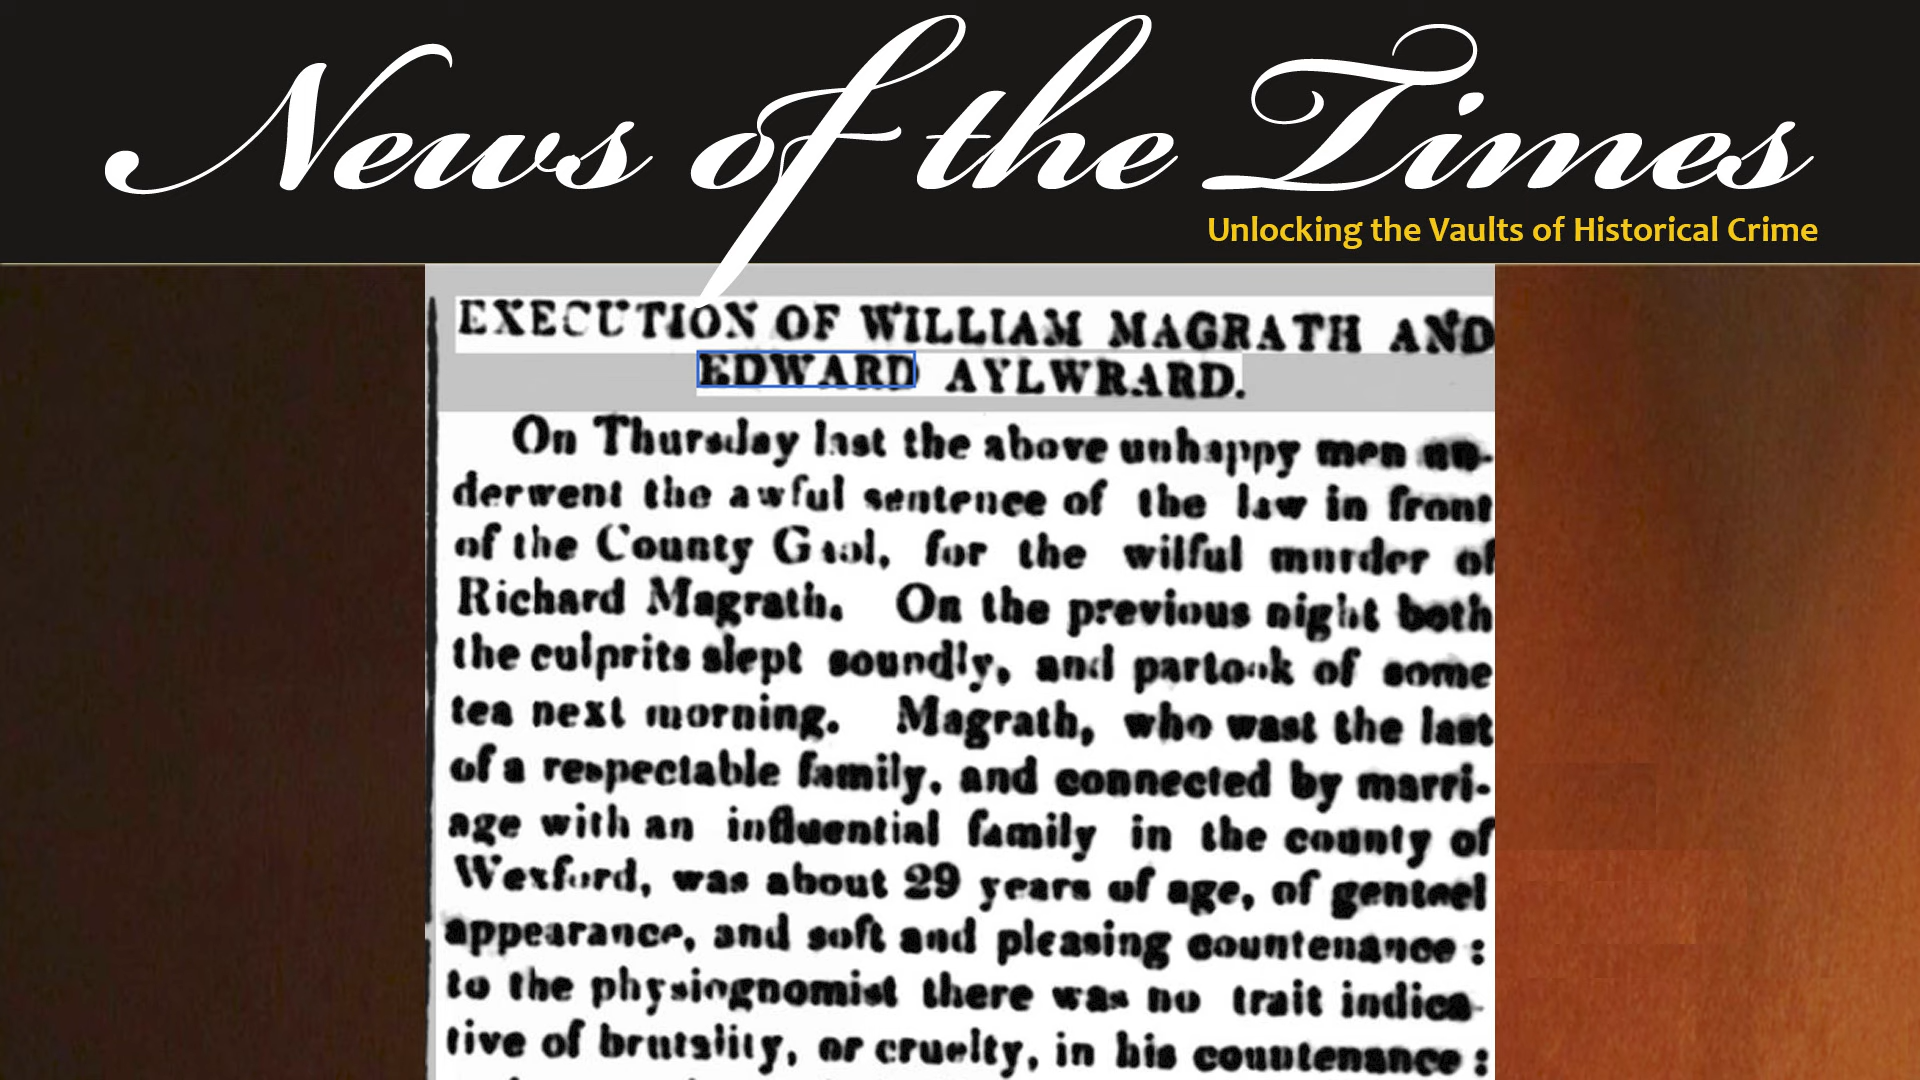 News of the Times
Unlocking the Vaults of Historical Crime
EXECUTION OF WILLIAM MAGRATH AND
EDWARD AYLWRARD.
On Thursday last the above unhappy men un-
derwent the awful sentence of the law in front
of the County Gaol, for the wilful murder of
Richard Magrath. On the previous night both
the culprits slept soundly, and partook of some
tea next morning. Magrath, who wast the last
of a respectable family, and connected by marri-
age with an influential family in the county of
Wexford, was about 29 years of age, of genteel
appearance, and soft and pleasing countenance :
to the physiognomist there was no trait indica-
tive of brutality, or cruelty, in his countenance :